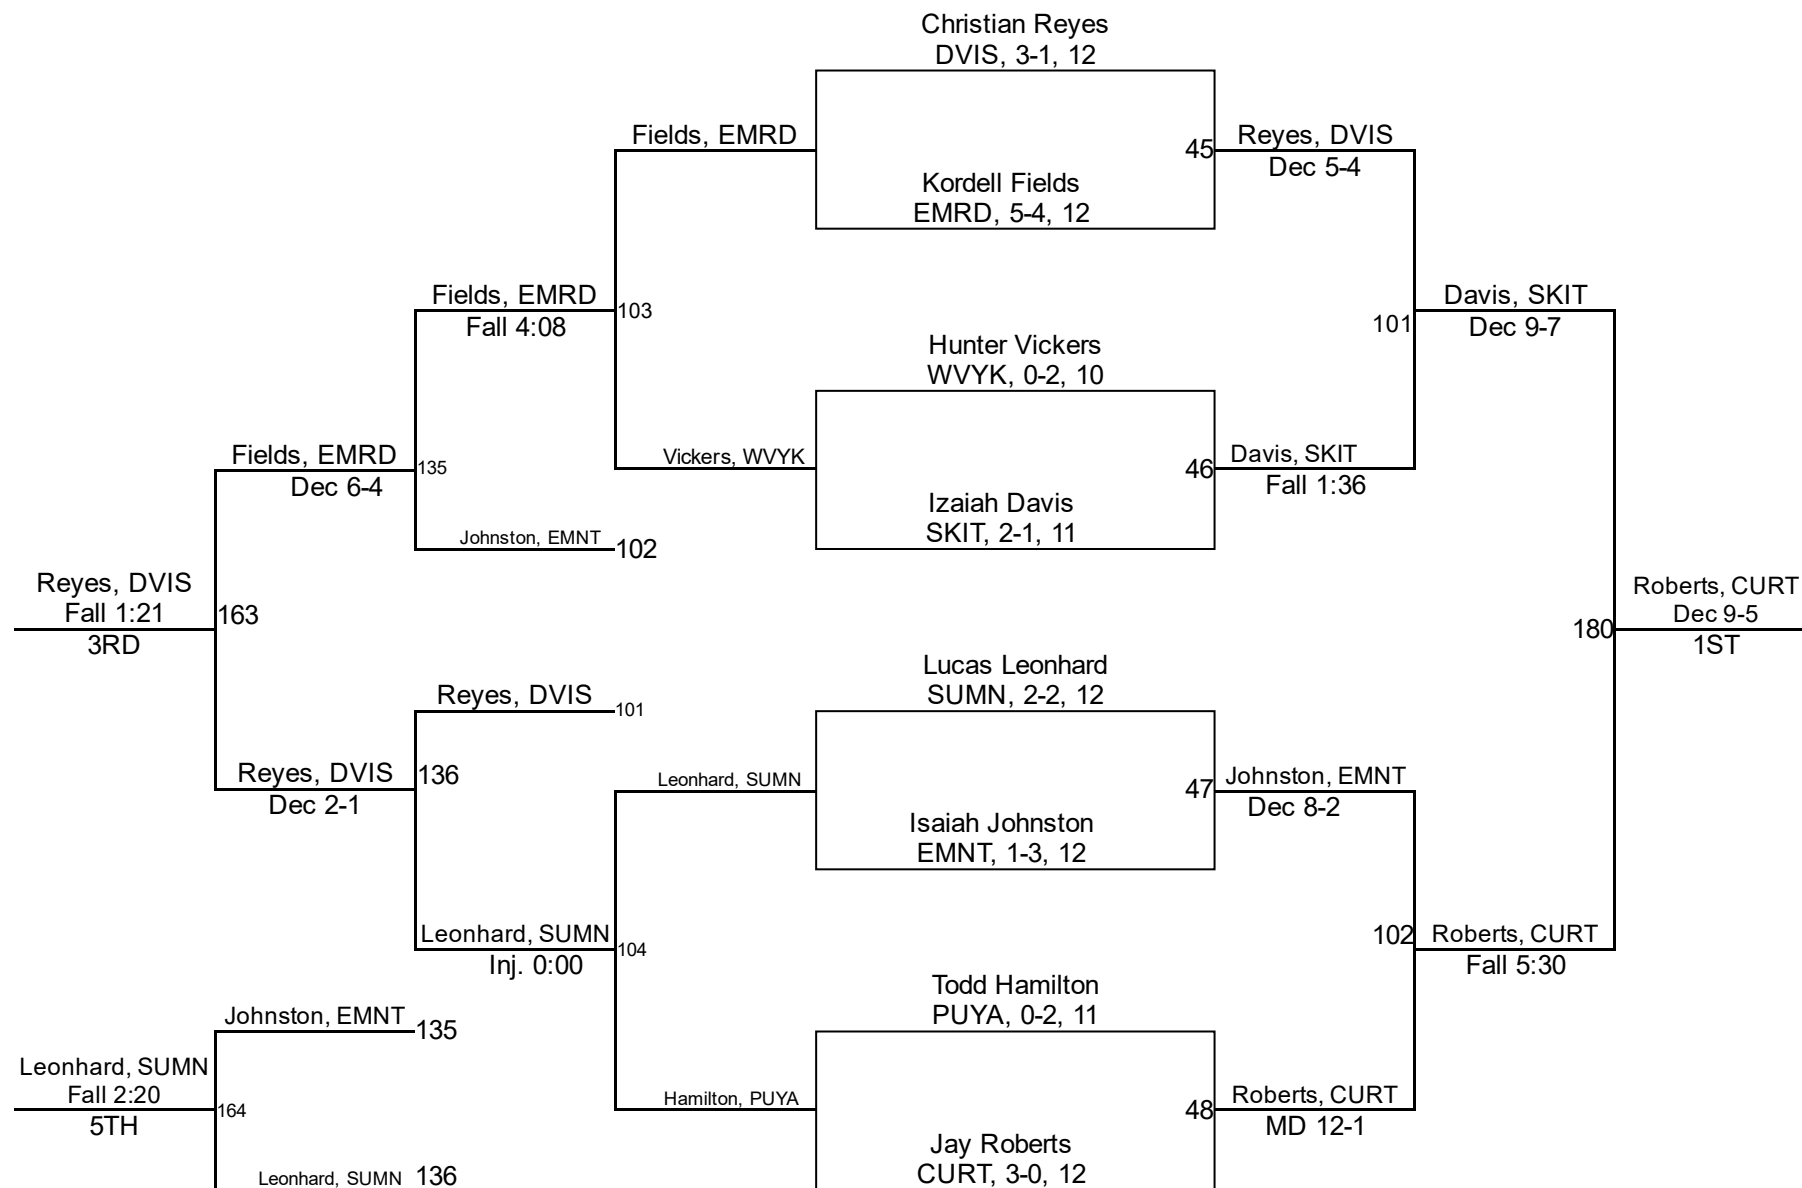 Christian Reyes
DVIS, 3-1, 12
Fields, EMRD
45
Reyes, DVIS
Dec 5-4
Kordell Fields
EMRD, 5-4, 12
Fields, EMRD
Fall 4:08
103
101
Davis, SKIT
Dec 9-7
Hunter Vickers
WVYK, 0-2, 10
Fields, EMRD
Dec 6-4
135
Vickers, WVYK
46
Davis, SKIT
Fall 1:36
Izaiah Davis
SKIT, 2-1, 11
Johnston, EMNT
102
Reyes, DVIS
Fall 1:21
3RD
163
180
Roberts, CURT
Dec 9-5
1ST
Lucas Leonhard
SUMN, 2-2, 12
Reyes, DVIS
101
Reyes, DVIS
Dec 2-1
136
Leonhard, SUMN
47
Johnston, EMNT
Dec 8-2
Isaiah Johnston
EMNT, 1-3, 12
Leonhard, SUMN
Inj. 0:00
104
102
Roberts, CURT
Fall 5:30
Todd Hamilton
PUYA, 0-2, 11
Johnston, EMNT
135
Leonhard, SUMN
Fall 2:20
5TH
164
Hamilton, PUYA
48
Roberts, CURT
MD 12-1
Jay Roberts
CURT, 3-0, 12
Leonhard, SUMN
136